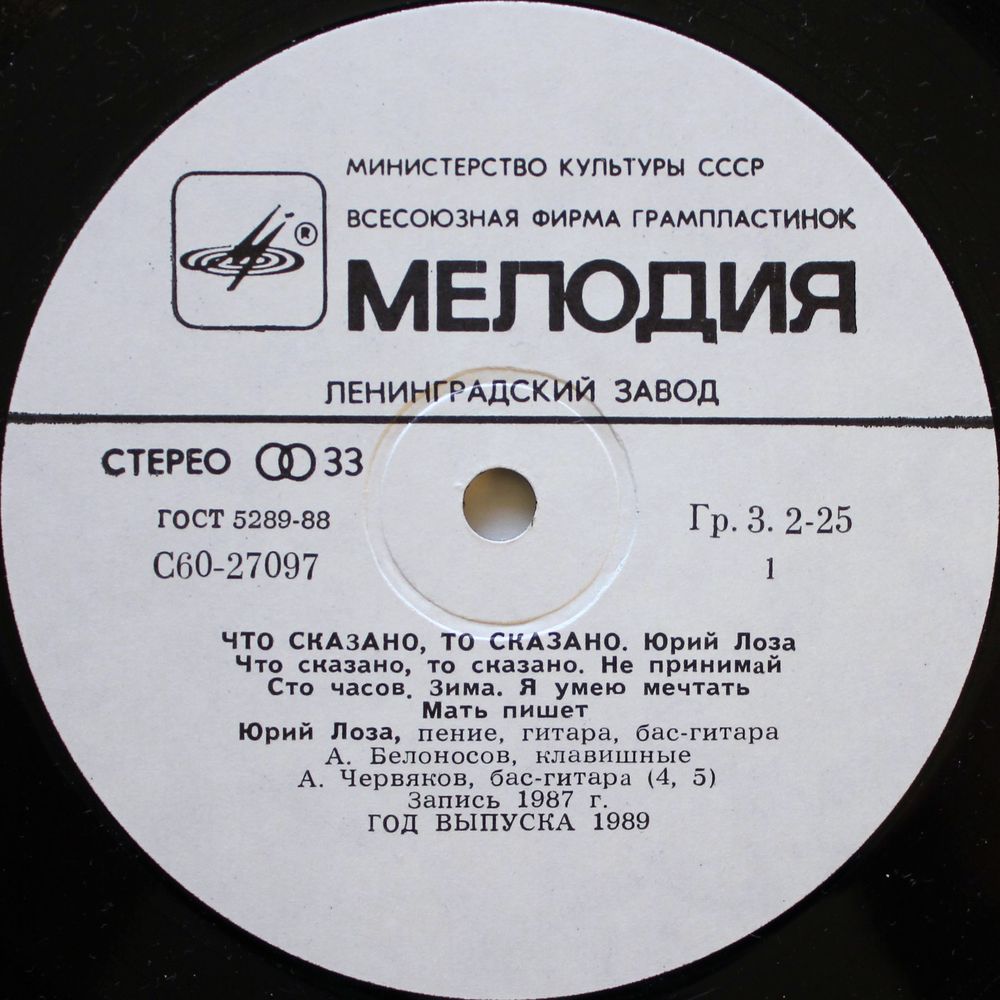 МИНИСТЕРСТВО КУЛЬТУРЫ СССР
ВСЕСОЮЗНАЯ ФИРМА ГРАМПЛАСТИНОК
®
МЕЛОДИЯ
ЛЕНИНГРАДСКИЙ ЗАВОД
СТЕРЕО 33
ГОСТ 5289-88
Гр. 3. 2-25
С60-27097
1
ЧТО СКАЗАНО, ТО СКАЗАНО. Юрий Лоза
Что сказано, то сказано. Не принимай
Сто часов. Зима. Я умею мечтать
Мать пишет
Юрий Лоза, пение, гитара, бас-гитара
А. Белоносов, клавишные
А. Червяков, бас-гитара (4, 5)
Запись 1987 г.
ГОД ВЫПУСКА 1989